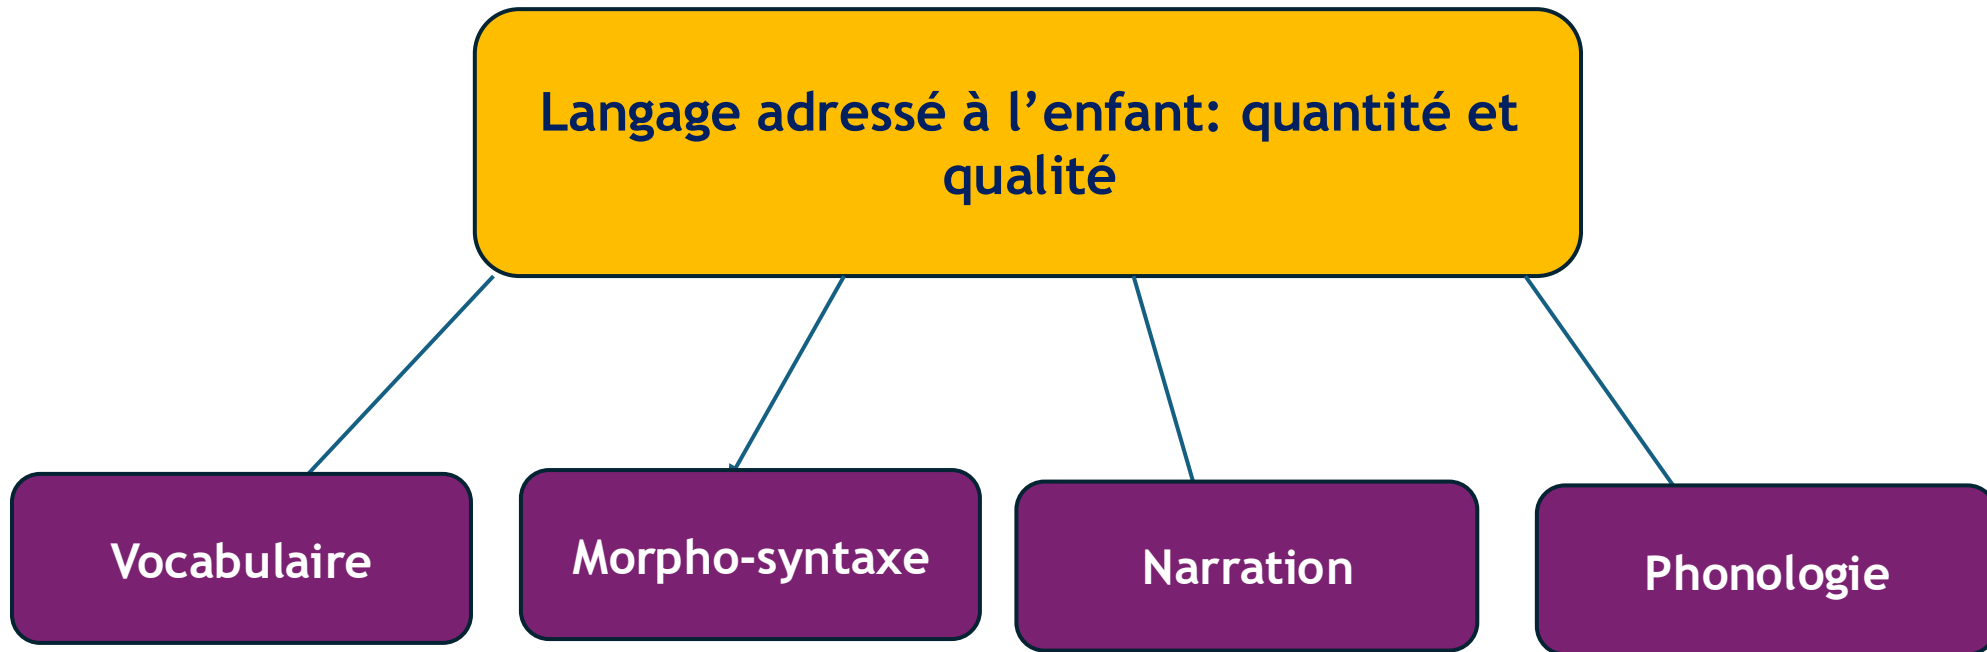 Langage adressé à l’enfant: quantité et
qualité
Vocabulaire
Morpho-syntaxe
Narration
Phonologie